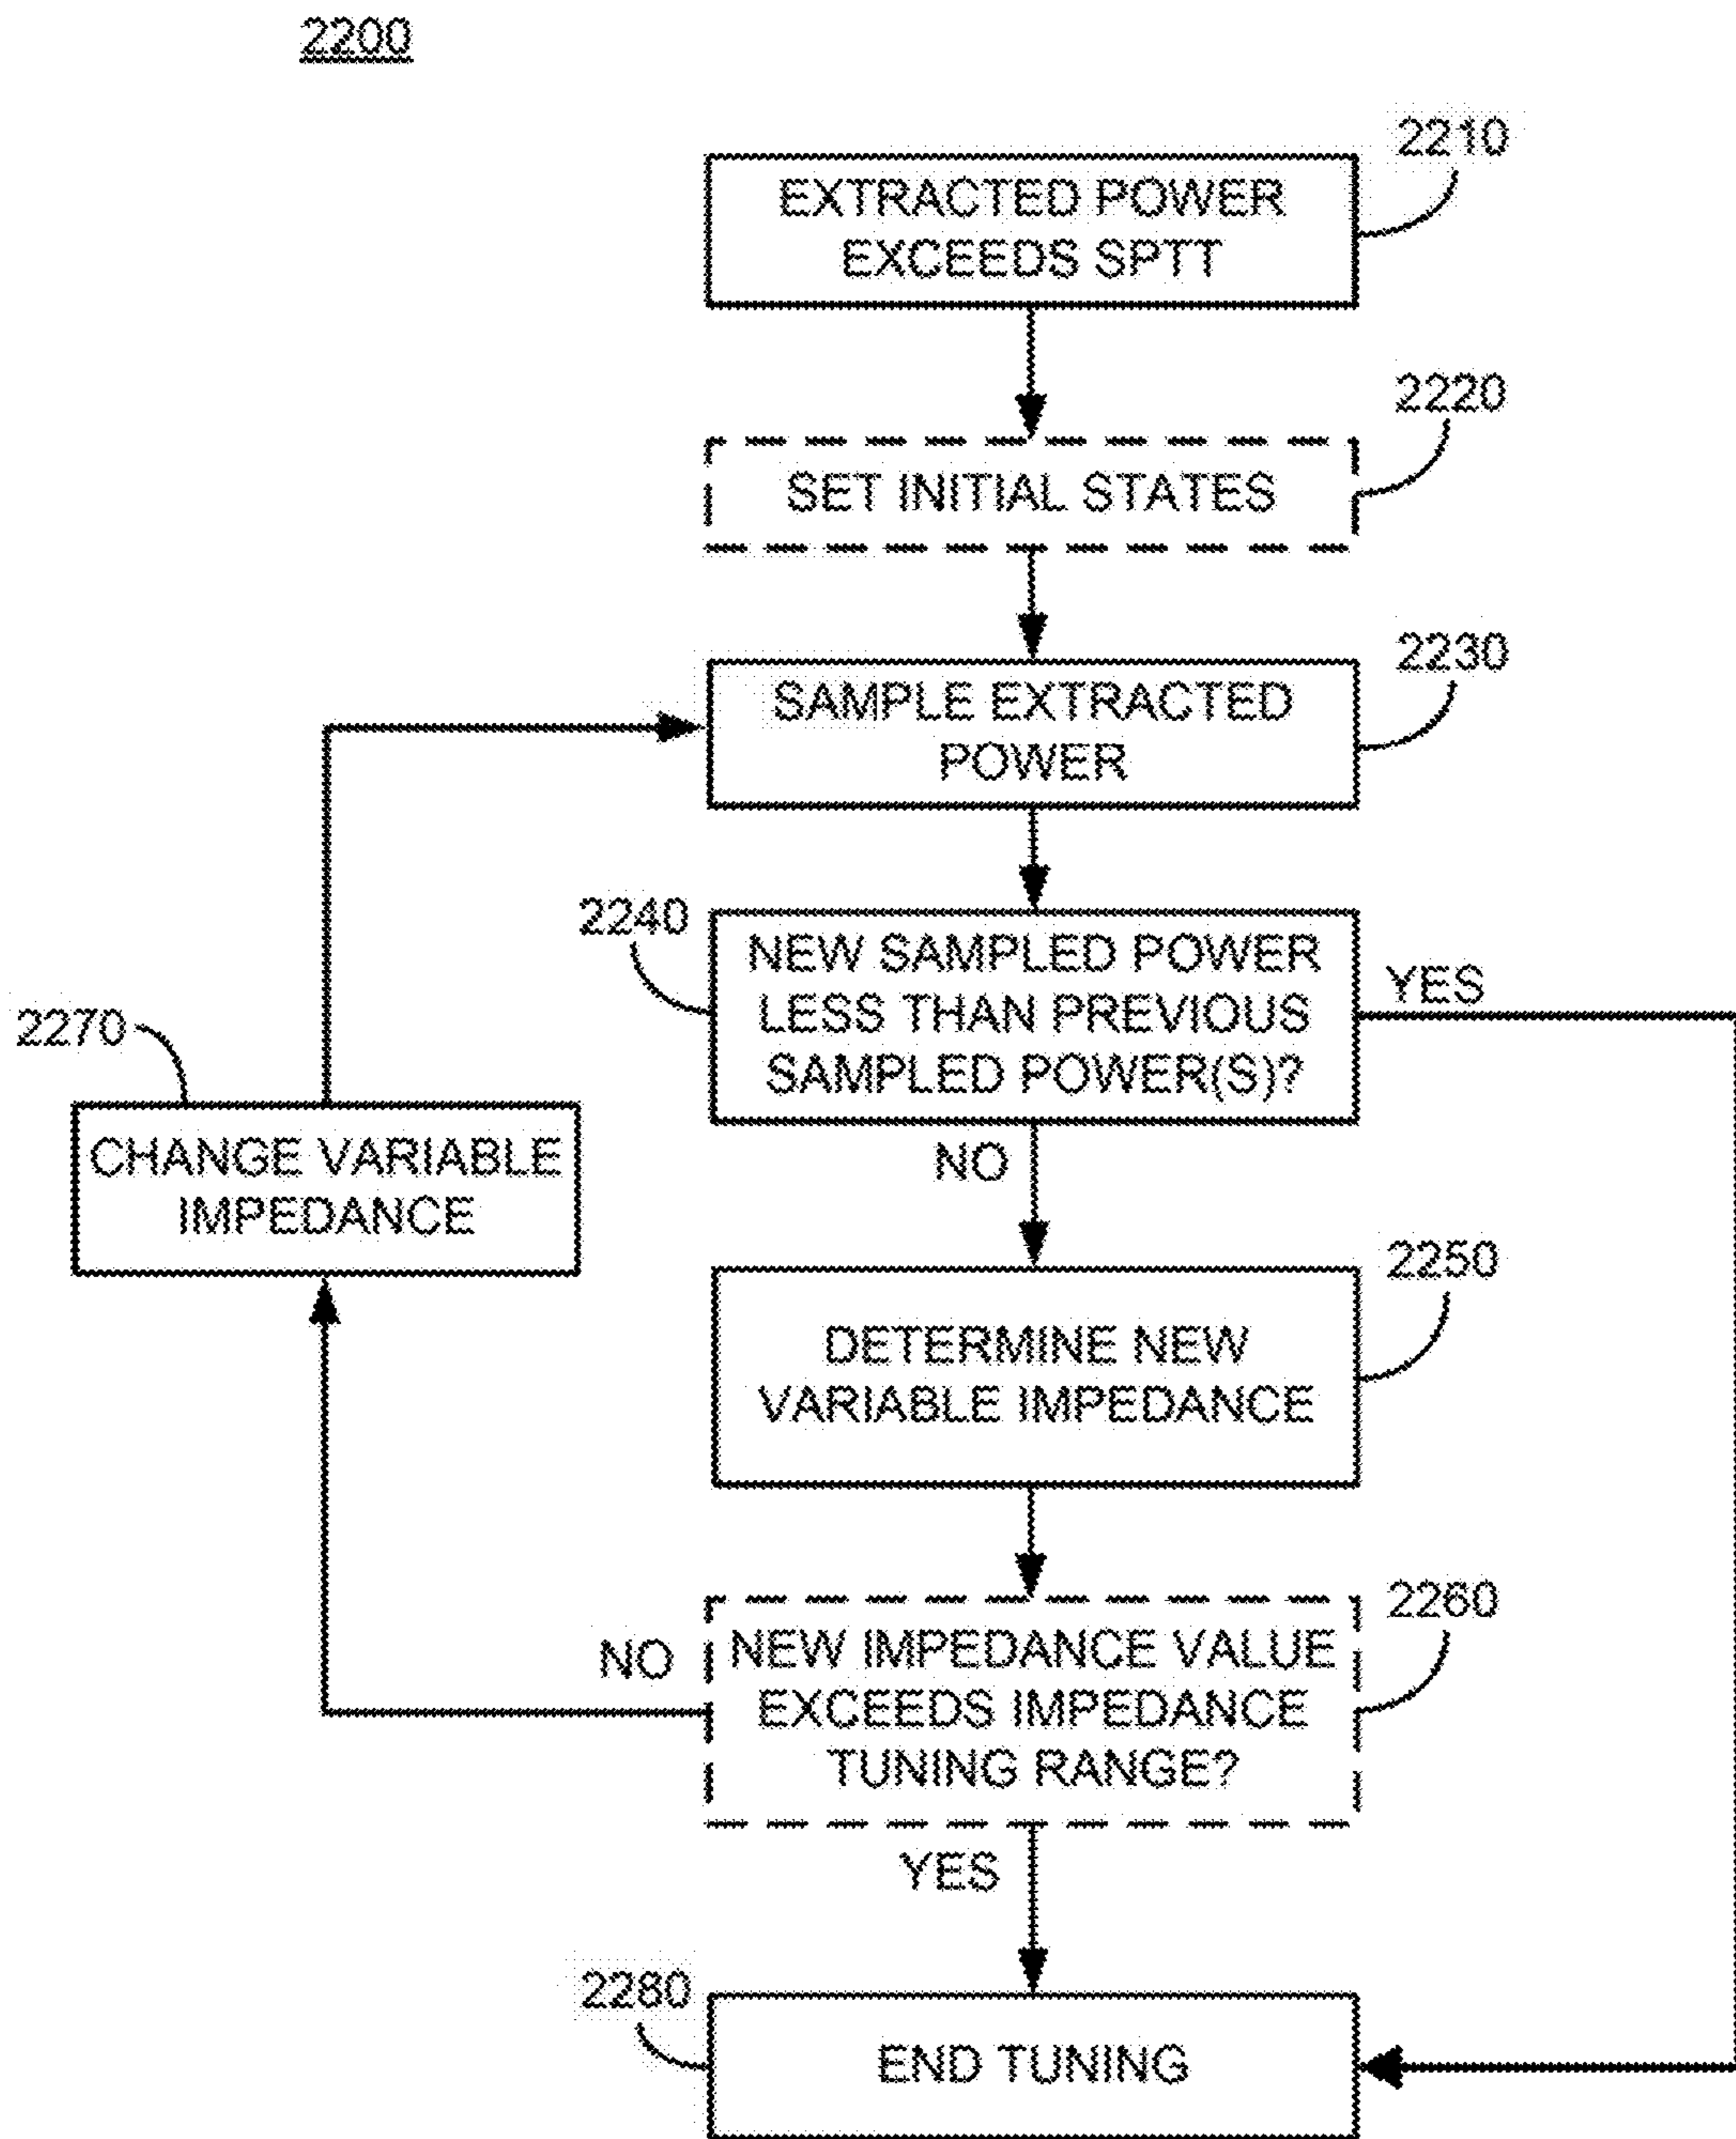 2200
2210
EXTRACTED POWER
EXCEEDS SPTT
2220
SET INITIAL STATES
2230
SAMPLE EXTRACTED
POWER
2240
NEW SAMPLED POWER
LESS THAN PREVIOUS
SAMPLED POWER(S)?
YES
NO
2270
CHANGE VARIABLE
IMPEDANCE
2250
DETERMINE NEW
VARIABLE IMPEDANCE
2260
NEW IMPEDANCE VALUE
EXCEEDS IMPEDANCE
TUNING RANGE?
NO
YES
2280
END TUNING